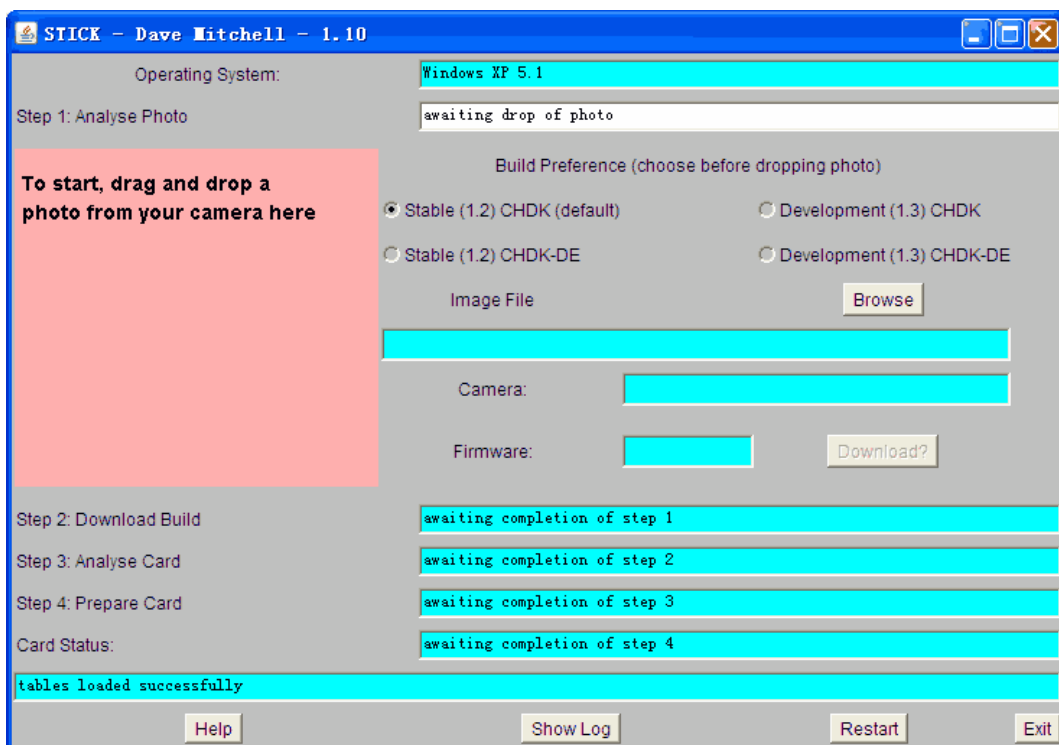 STICK - Dave Mitchell - 1.10
Operating System: Windows XP 5.1
Step 1: Analyse Photo awaiting drop of photo
To start, drag and drop a
photo from your camera here
Build Preference (choose before dropping photo)
Stable (1.2) CHDK (default) Development (1.3) CHDK
Stable (1.2) CHDK-DE Development (1.3) CHDK-DE
Image File Browse
Camera:
Firmware: Download?
Step 2: Download Build awaiting completion of step 1
Step 3: Analyse Card awaiting completion of step 2
Step 4: Prepare Card awaiting completion of step 3
Card Status: awaiting completion of step 4
tables loaded successfully
Help Show Log Restart Exit